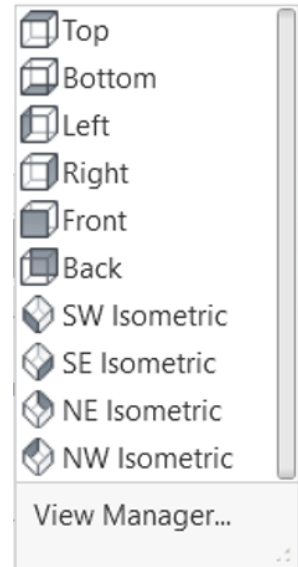 Top
Bottom
Left
Right
Front
Back
SW Isometric
SE Isometric
NE Isometric
NW Isometric
View Manager...